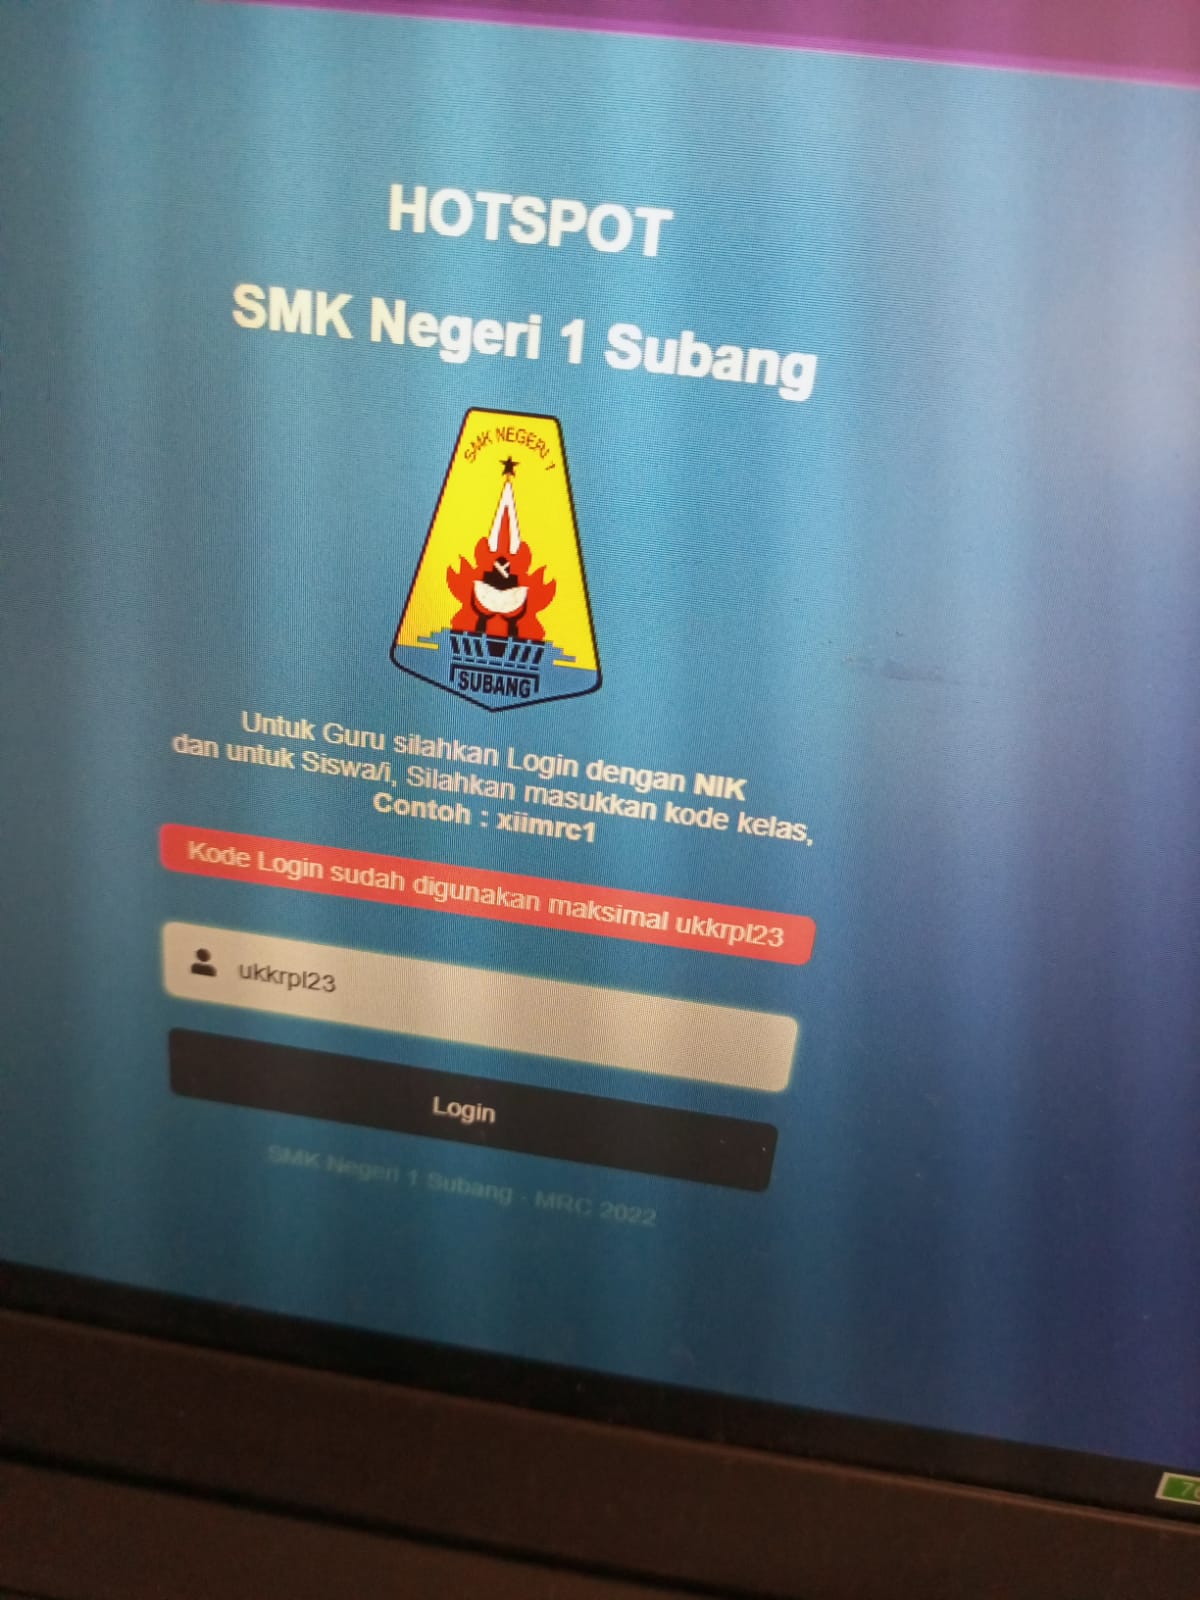 HOTSPOT
SMK Negeri 1 Subang
SMK NEGERI 1
SUBANG
Untuk Guru silahkan Login dengan NIK
dan untuk Siswa/i, Silahkan masukkan kode kelas,
Contoh : xiimrc1
Kode Login sudah digunakan maksimal ukkrpl23
ukkrpl23
Login
SMK Negeri 1 Subang - MRC 2022